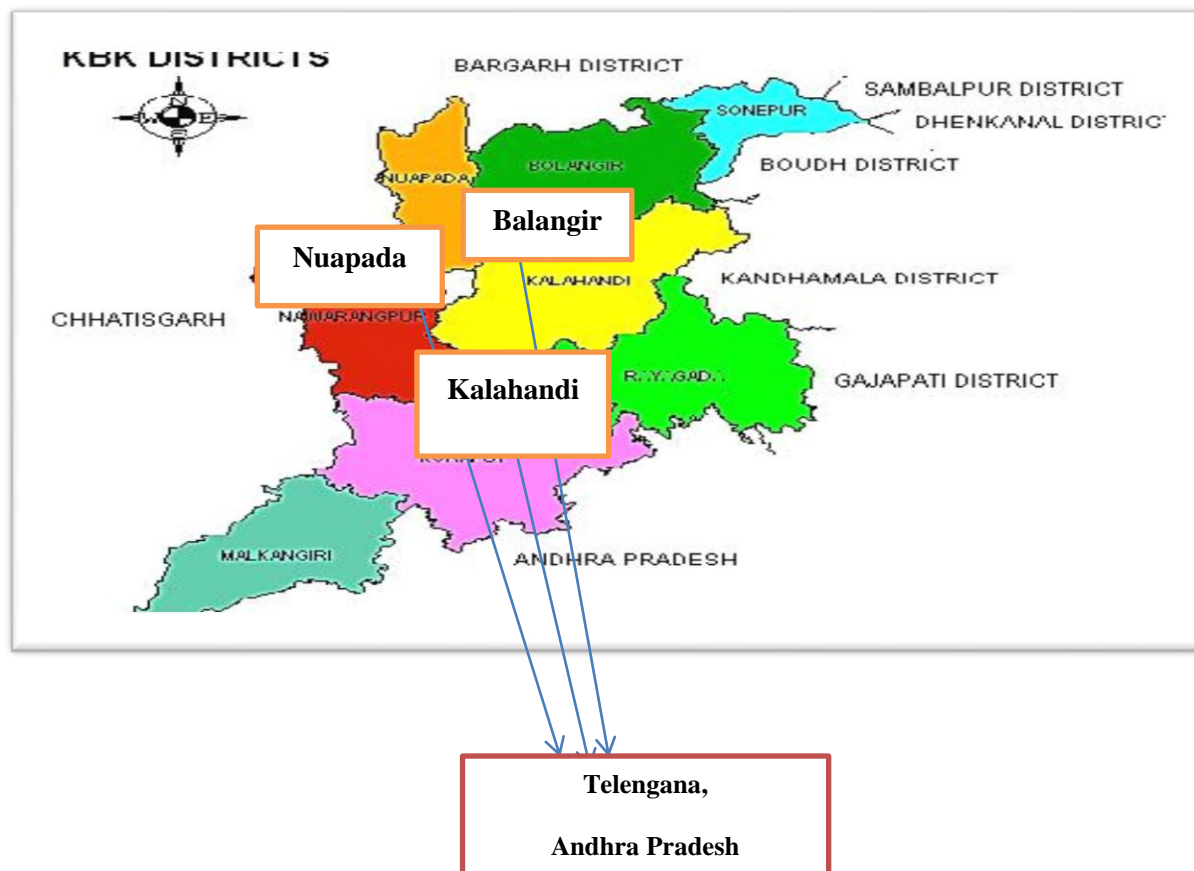 KBK DISTRICTS
BARGARH DISTRICT
SAMBALPUR DISTRICT
SONEPUR
DHENKANAL DISTRICT
N
W E
BOUDH DISTRICT
BOLANGIR
NUAPADA
Balangir
Nuapada
KANDHAMALA DISTRICT
KALAHANDI
CHHATISGARH
NAWARANGPUR
Kalahandi
RAYAGADA
GAJAPATI DISTRICT
MALKANGIRI
ANDHRA PRADESH
Telengana,
Andhra Pradesh